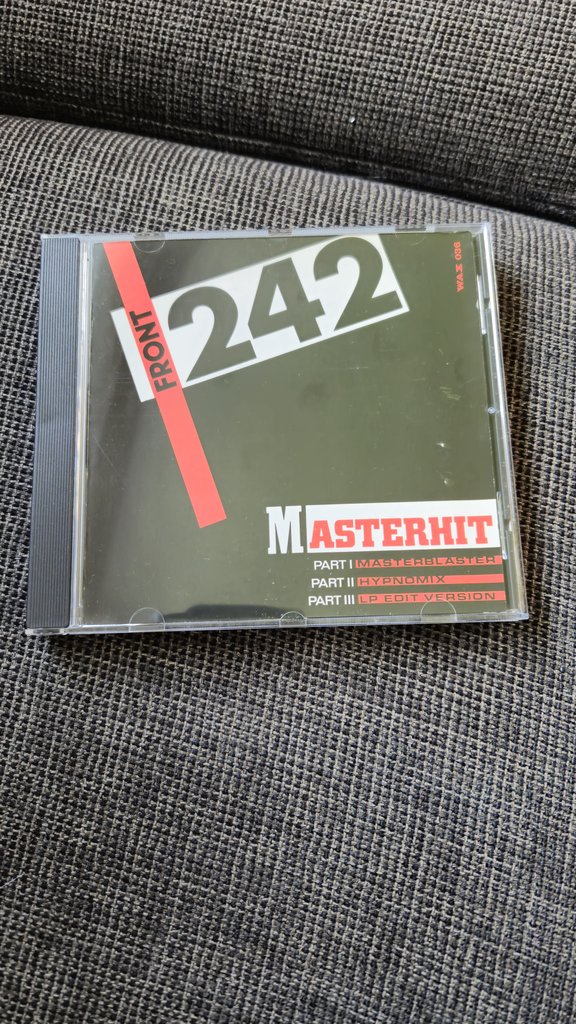 FRONT
242
WAX 036
MASTERHIT
PART I MASTERBLASTER
PART II HYPNOMIX
PART III LP EDIT VERSION